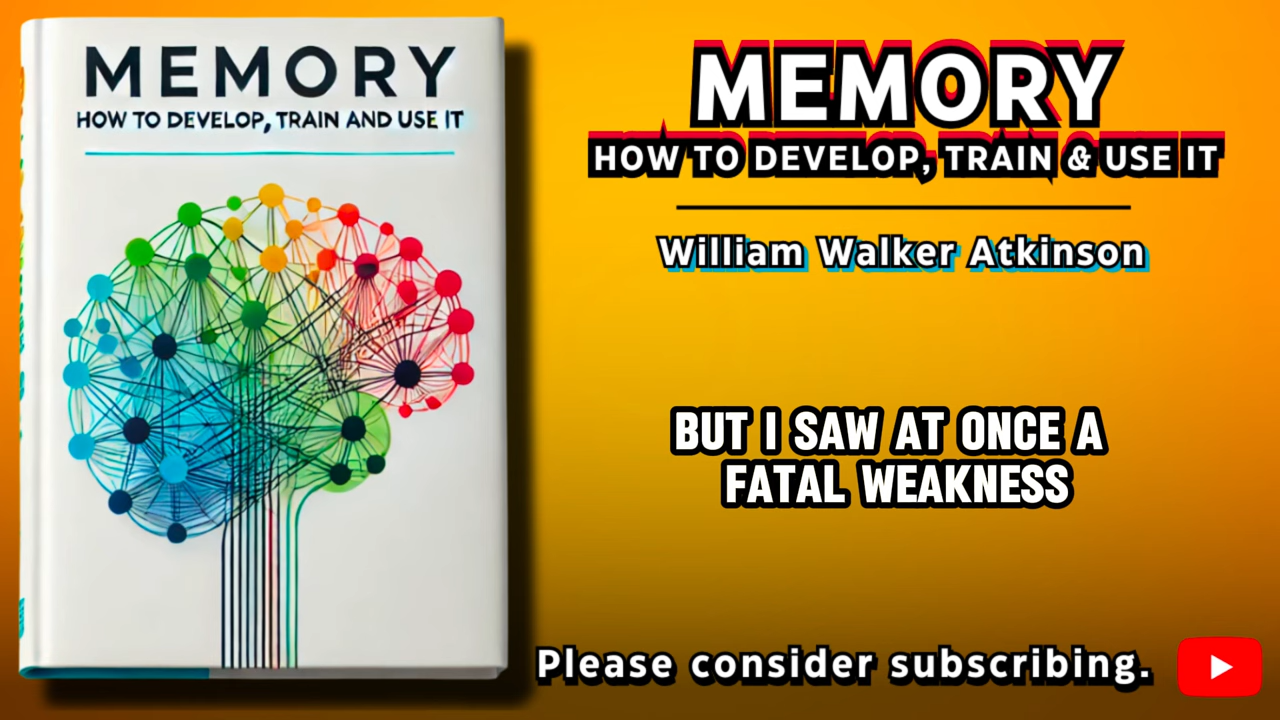 MEMORY
HOW TO DEVELOP, TRAIN AND USE IT
MEMORY
HOW TO DEVELOP, TRAIN & USE IT
William Walker Atkinson
BUT I SAW AT ONCE A
FATAL WEAKNESS
Please consider subscribing.